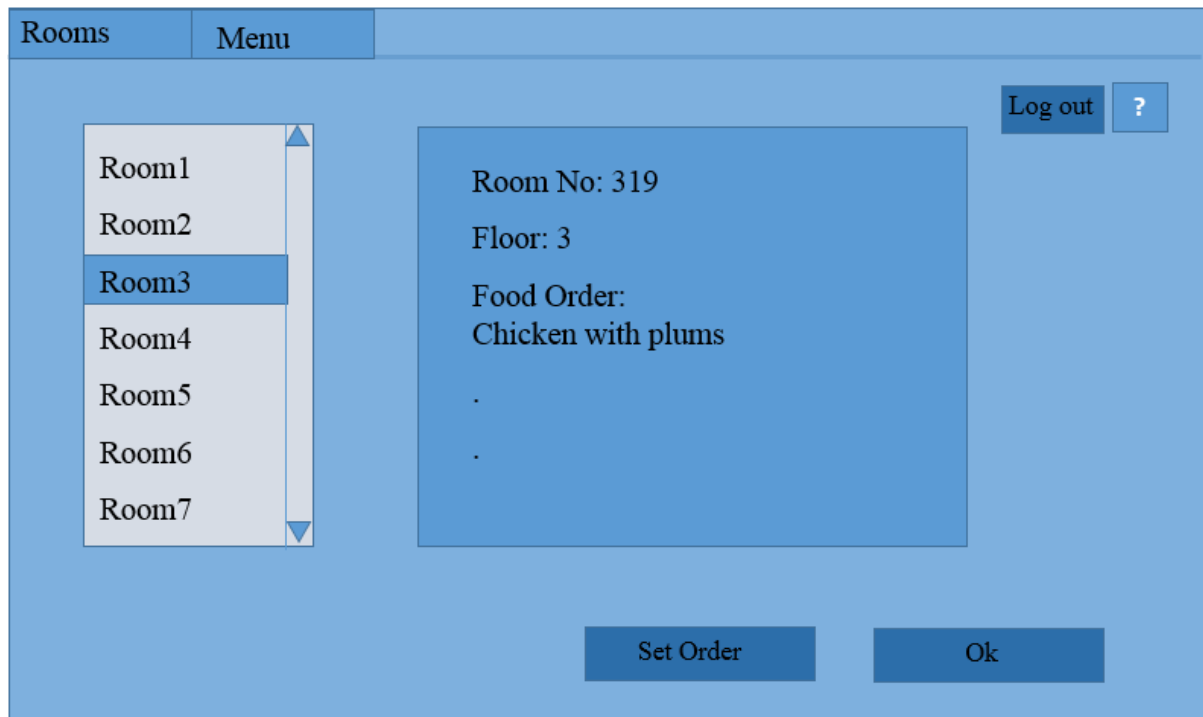 Rooms
Menu
Log out
?
Room1
Room2
Room3
Room4
Room5
Room6
Room7
Room No: 319
Floor: 3
Food Order:
Chicken with plums
.
.
Set Order
Ok